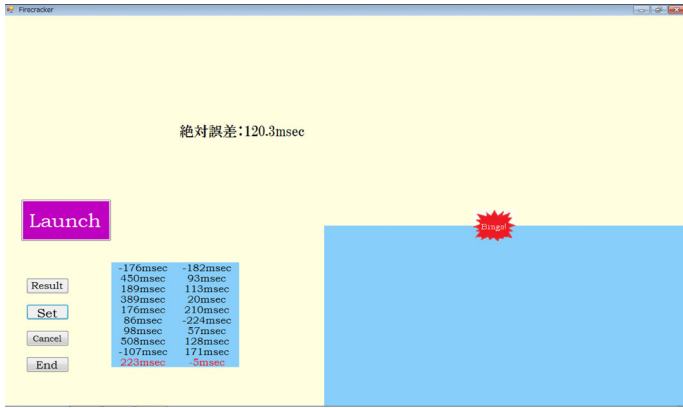 Firecracker
絶対誤差:120.3msec
Launch
Bingo!
Result
Set
Cancel
End
-176msec -182msec
450msec 93msec
189msec 113msec
389msec 20msec
176msec 210msec
86msec -224msec
98msec 57msec
508msec 128msec
-107msec 171msec
223msec -5msec